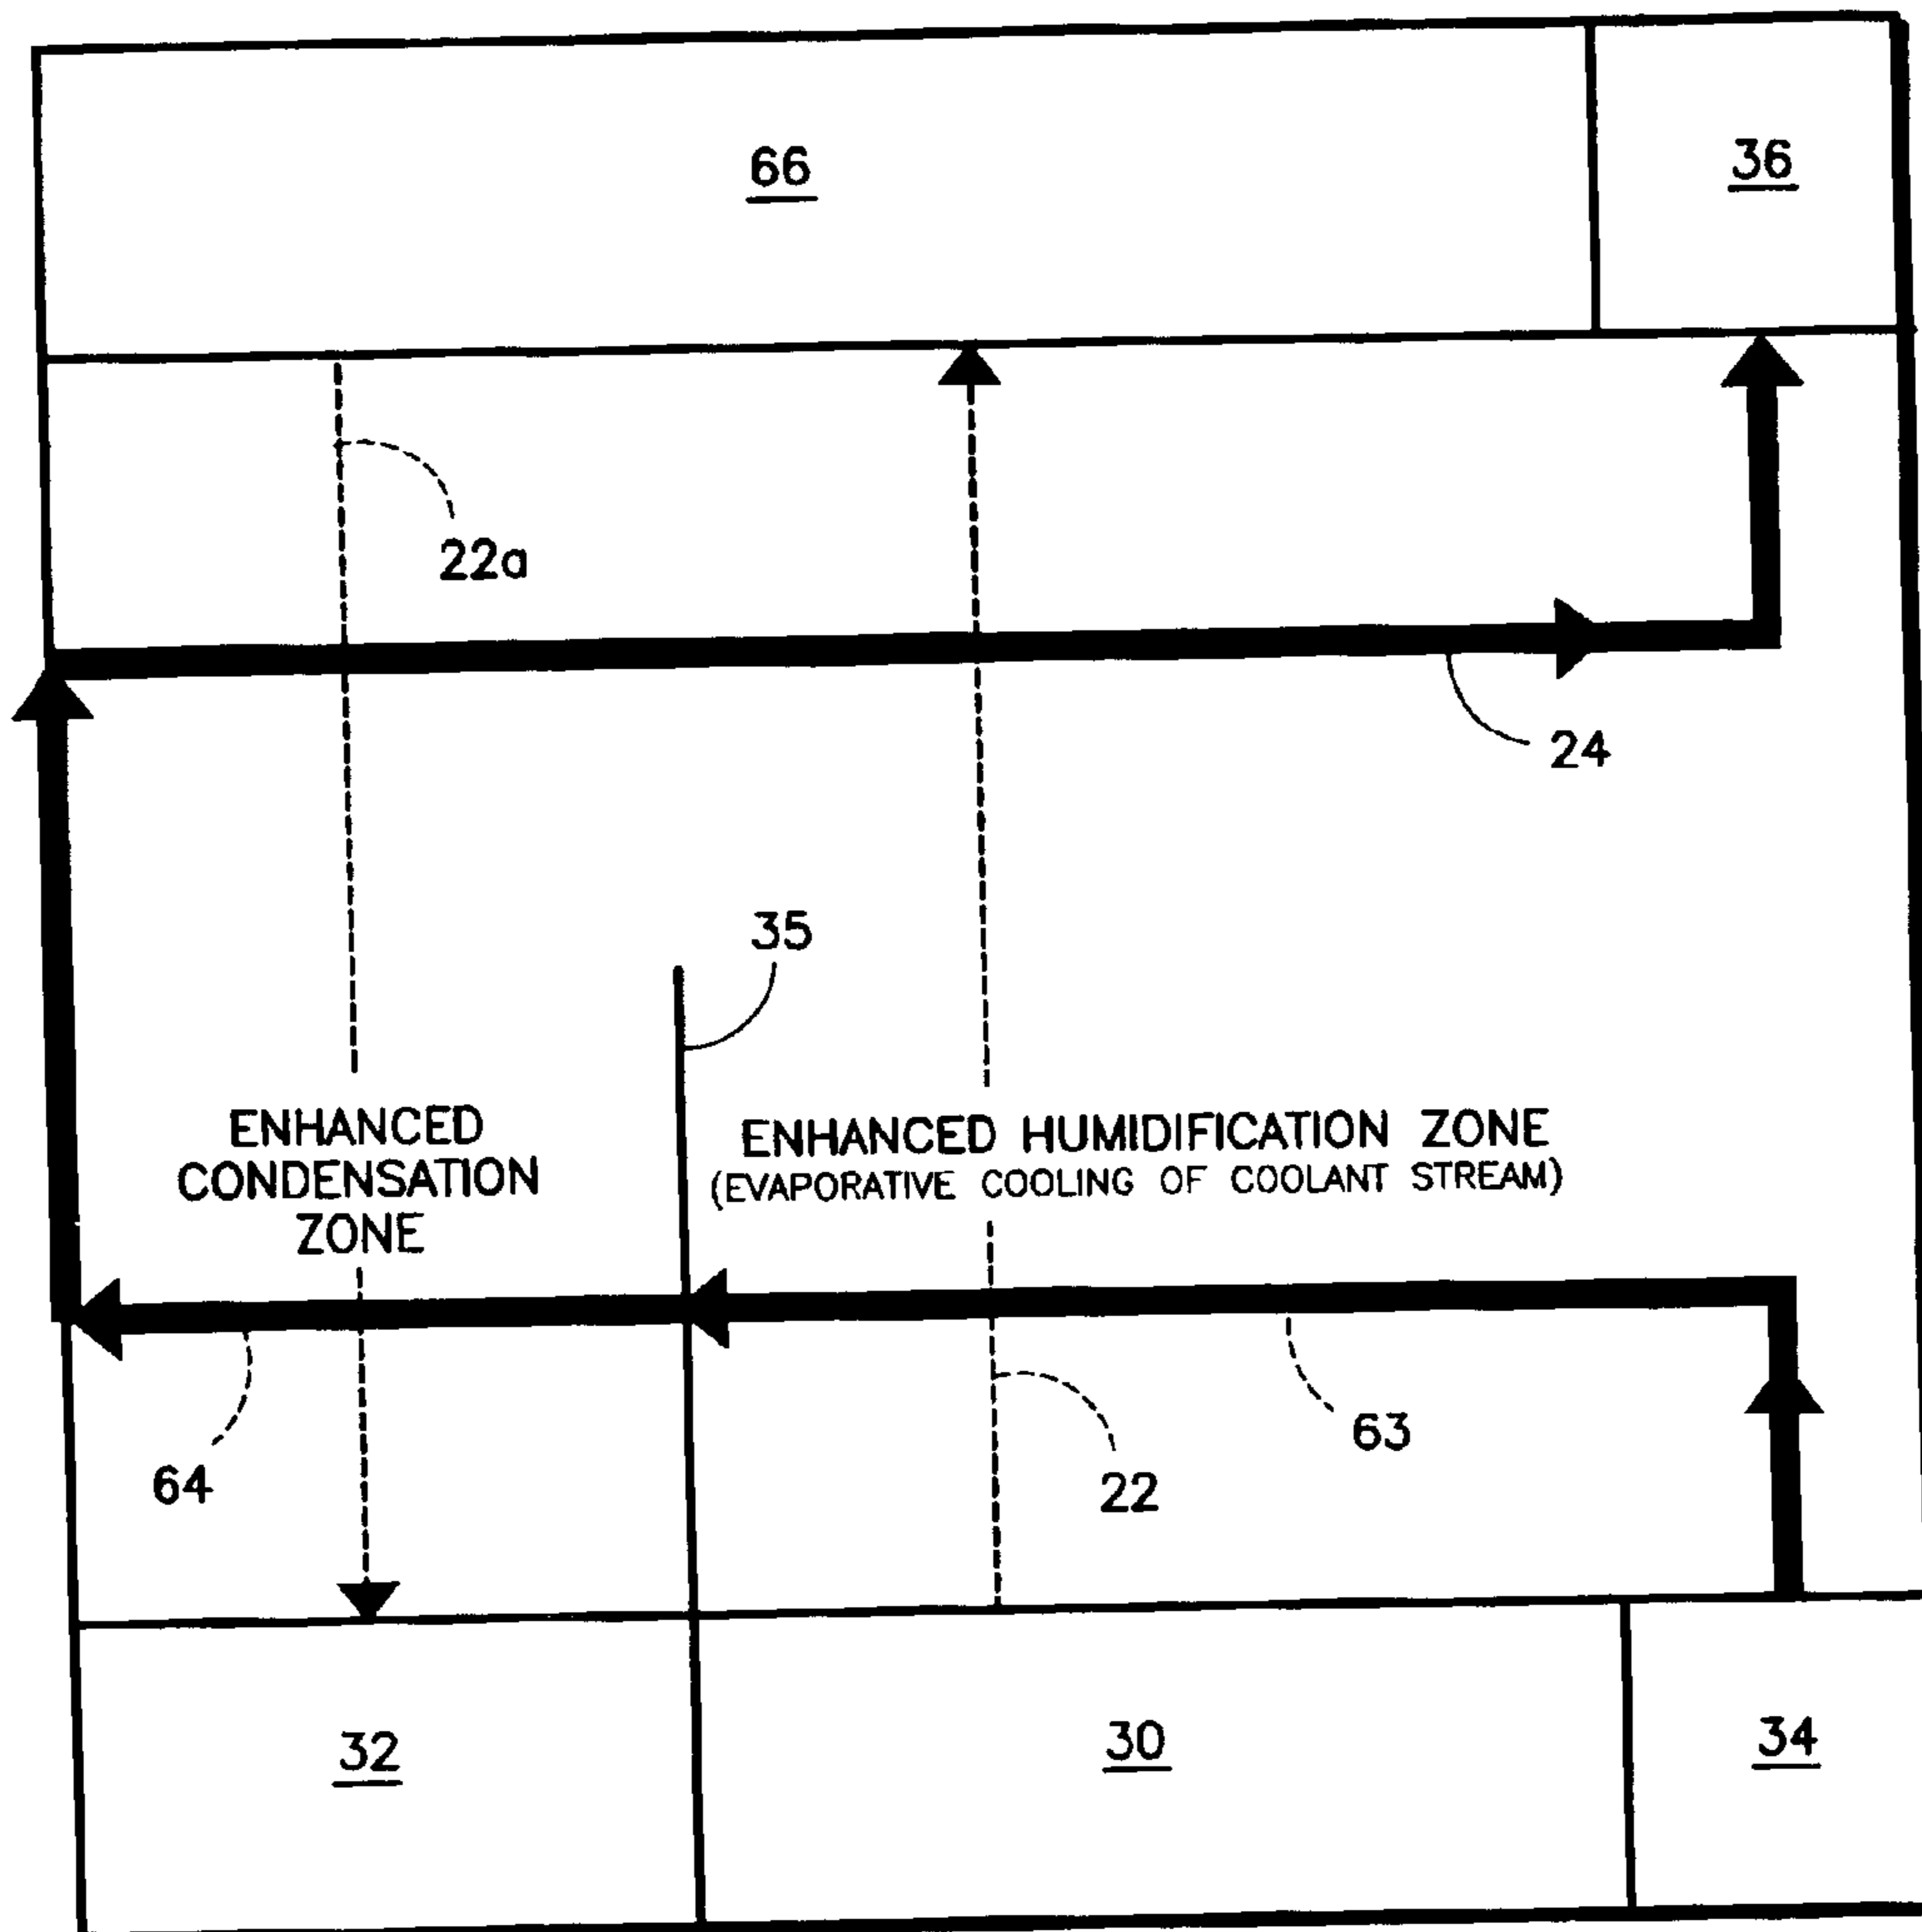 66
36
22a
24
35
ENHANCED
CONDENSATION
ZONE
ENHANCED HUMIDIFICATION ZONE
(EVAPORATIVE COOLING OF COOLANT STREAM)
63
64
22
32
30
34